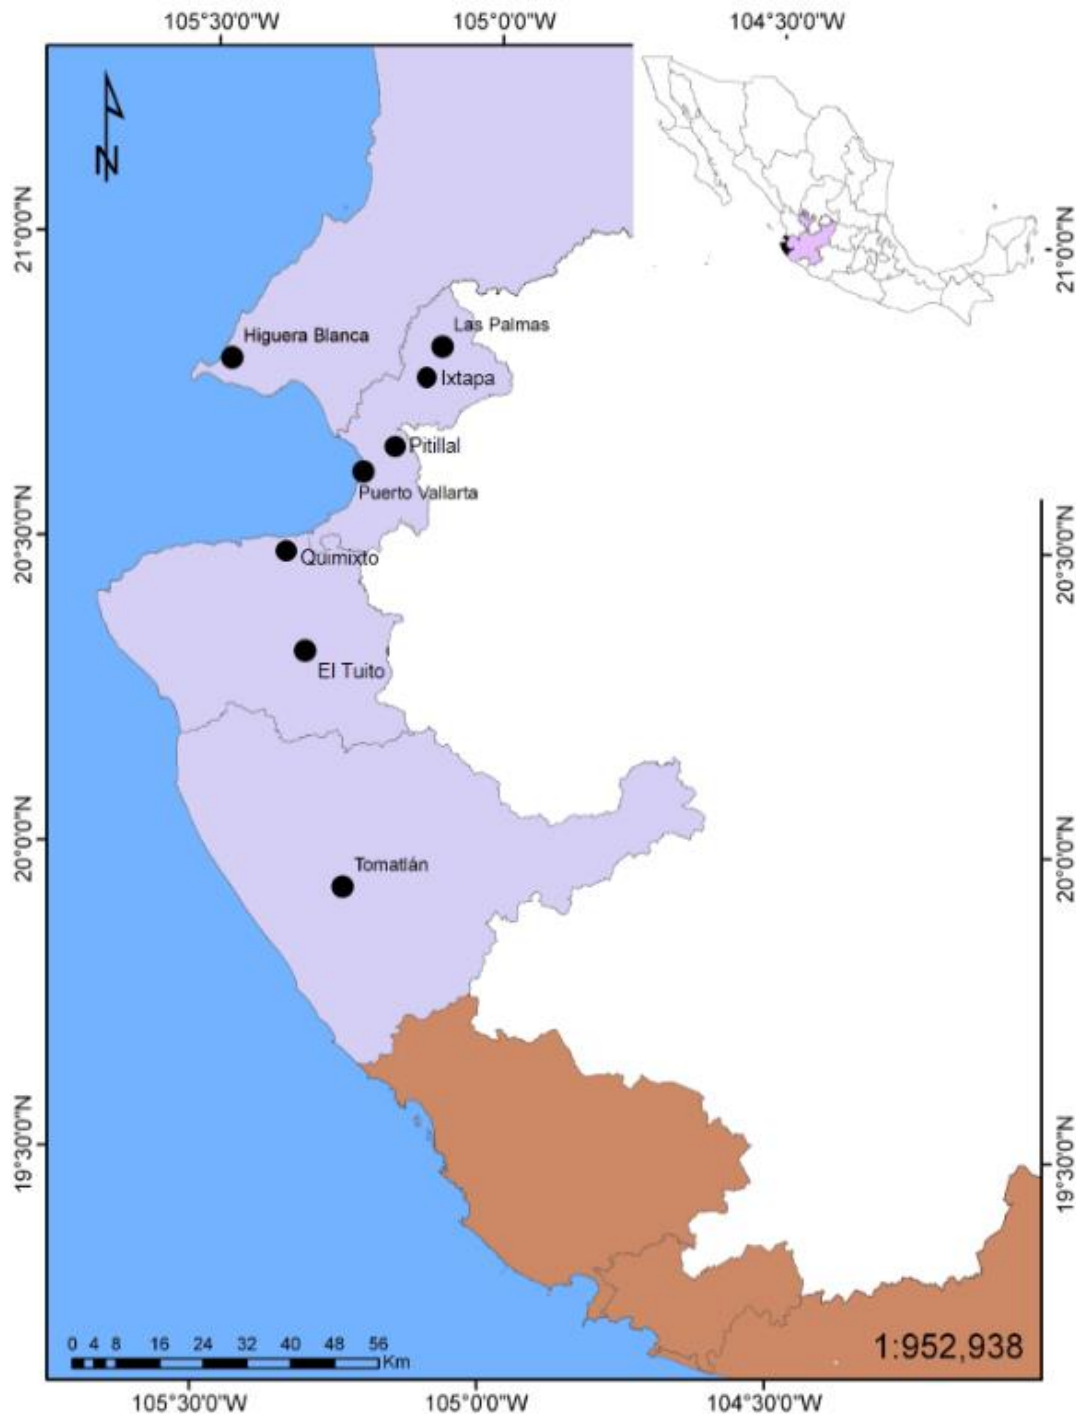 105°30'0"W 105°0'0"W 104°30'0"W
N
21°0'0"N
21°0'0"N
Las Palmas
Higuera Blanca
Ixtapa
Pitillal
Puerto Vallarta
20°30'0"N
20°30'0"N
Quimixto
El Tuito
20°0'0"N
20°0'0"N
Tomatlán
19°30'0"N
19°30'0"N
0 4 8 16 24 32 40 48 56
Km
1:952,938
105°30'0"W 105°0'0"W 104°30'0"W